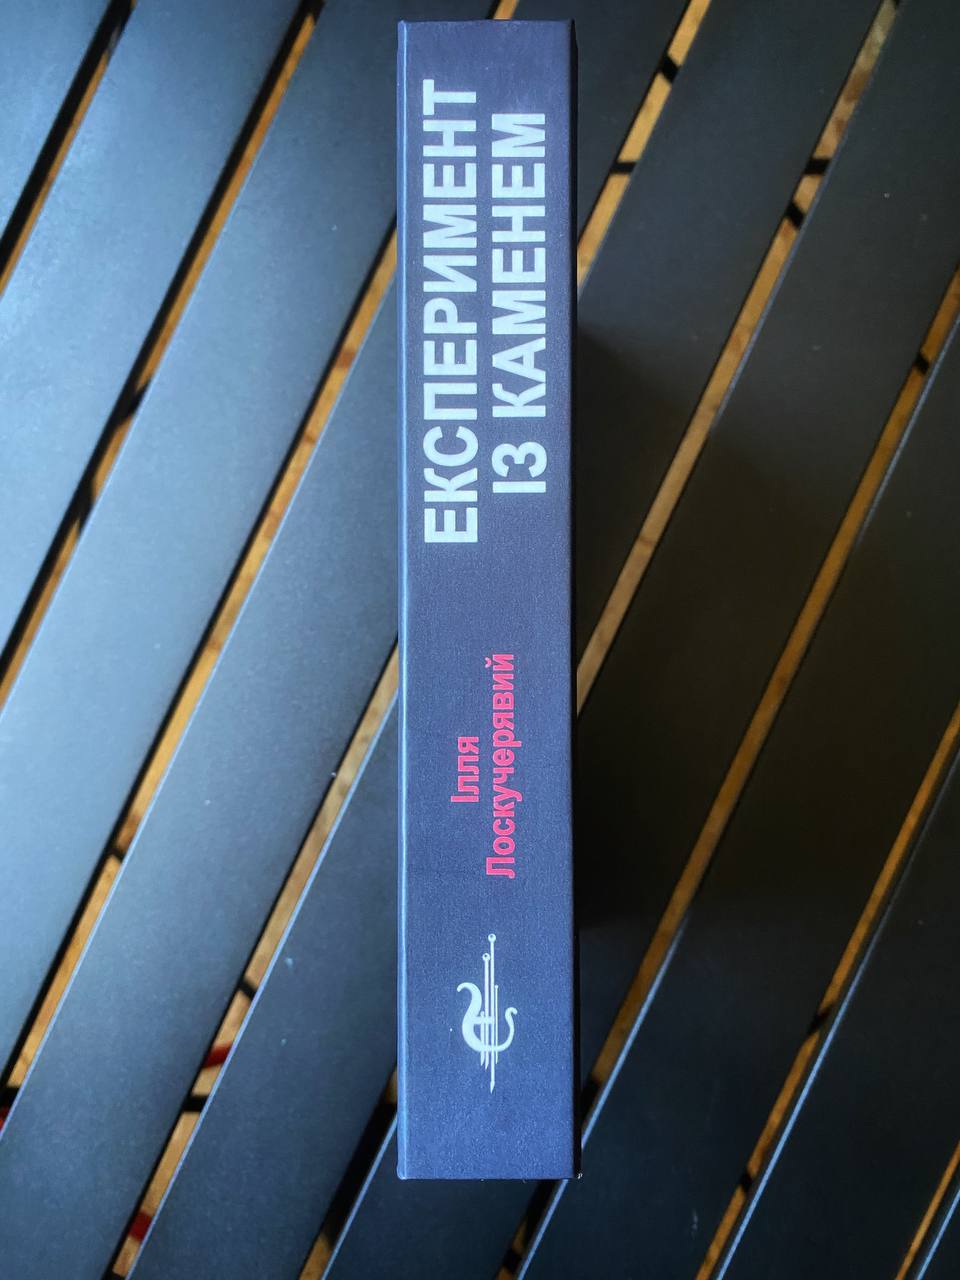 ЕКСПЕРИМЕНТ
ІЗ КАМЕНЕМ
Ілля
Лоскучерявий